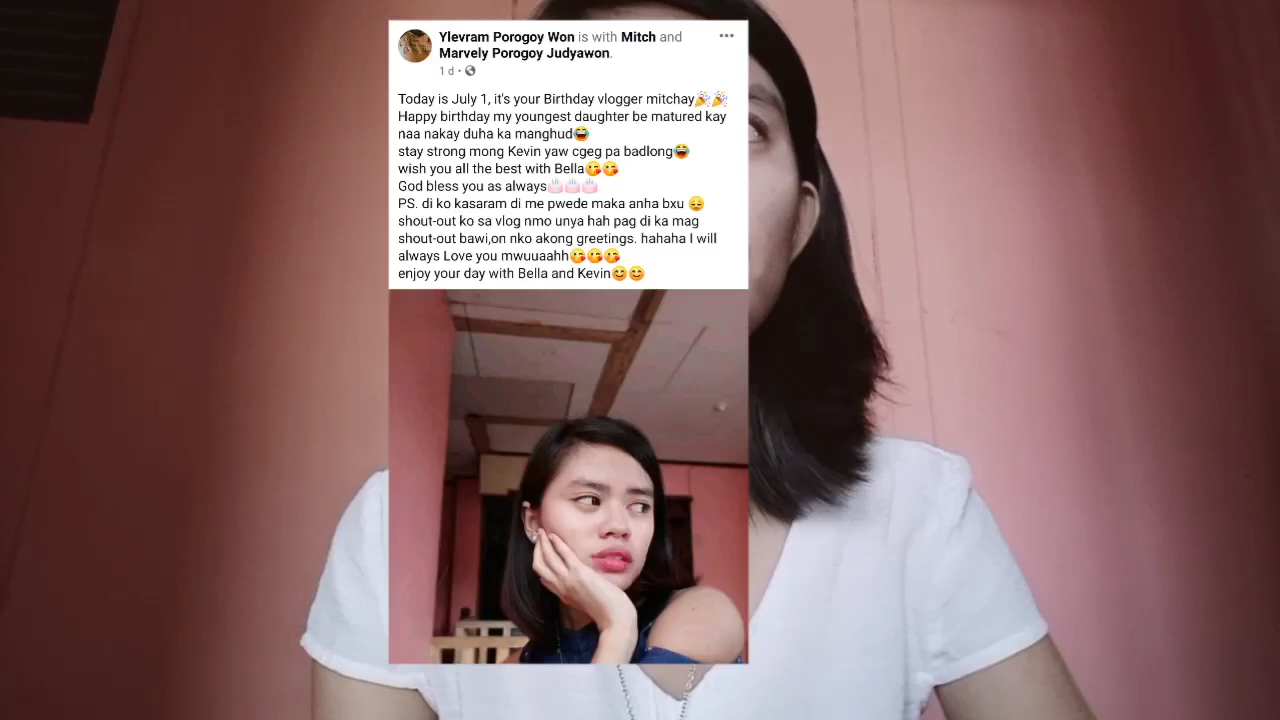 Ylevram Porogoy Won is with Mitch and
Marvely Porogoy Judyawon.
1 d
Today is July 1, it's your Birthday vlogger mitchay🎉🎉
Happy birthday my youngest daughter be matured kay
naa nakay duha ka manghud😂
stay strong mong Kevin yaw cgeg pa badlong😂
wish you all the best with Bella😘😘
God bless you as always🎂🎂🎂
PS. di ko kasaram di me pwede maka anha bxu 😔
shout-out ko sa vlog nmo unya hah pag di ka mag
shout-out bawi,on nko akong greetings. hahaha I will
always Love you mwuuaahh😘😘😘
enjoy your day with Bella and Kevin😊😊